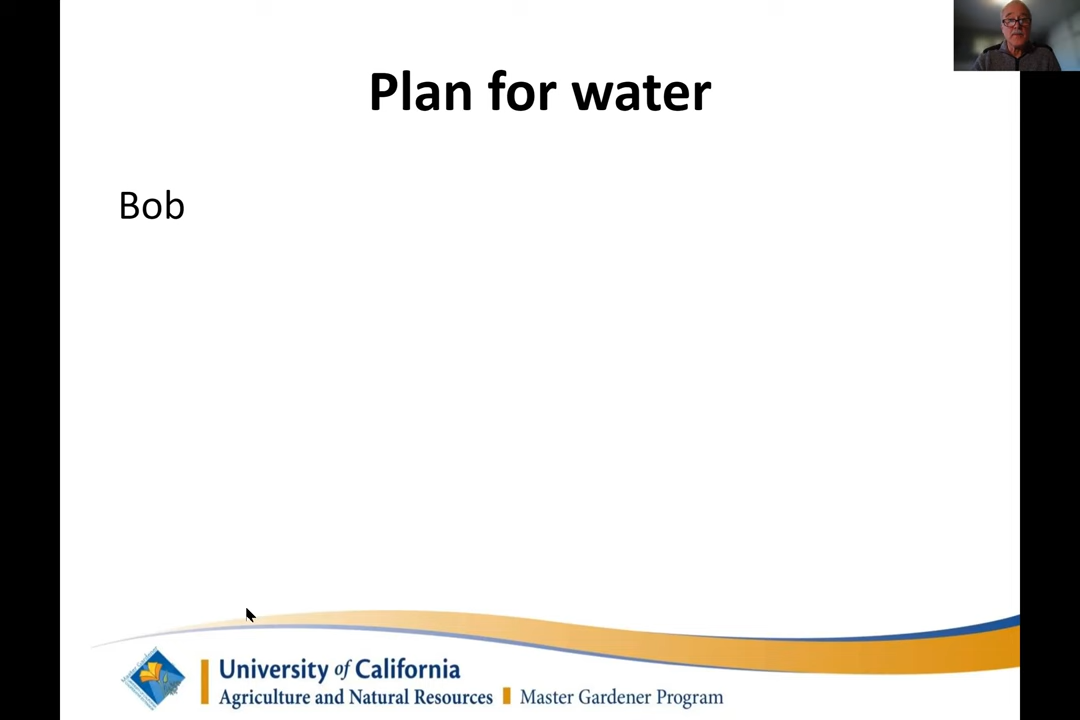 Plan for water
Bob
University of California
Agriculture and Natural Resources Master Gardener Program